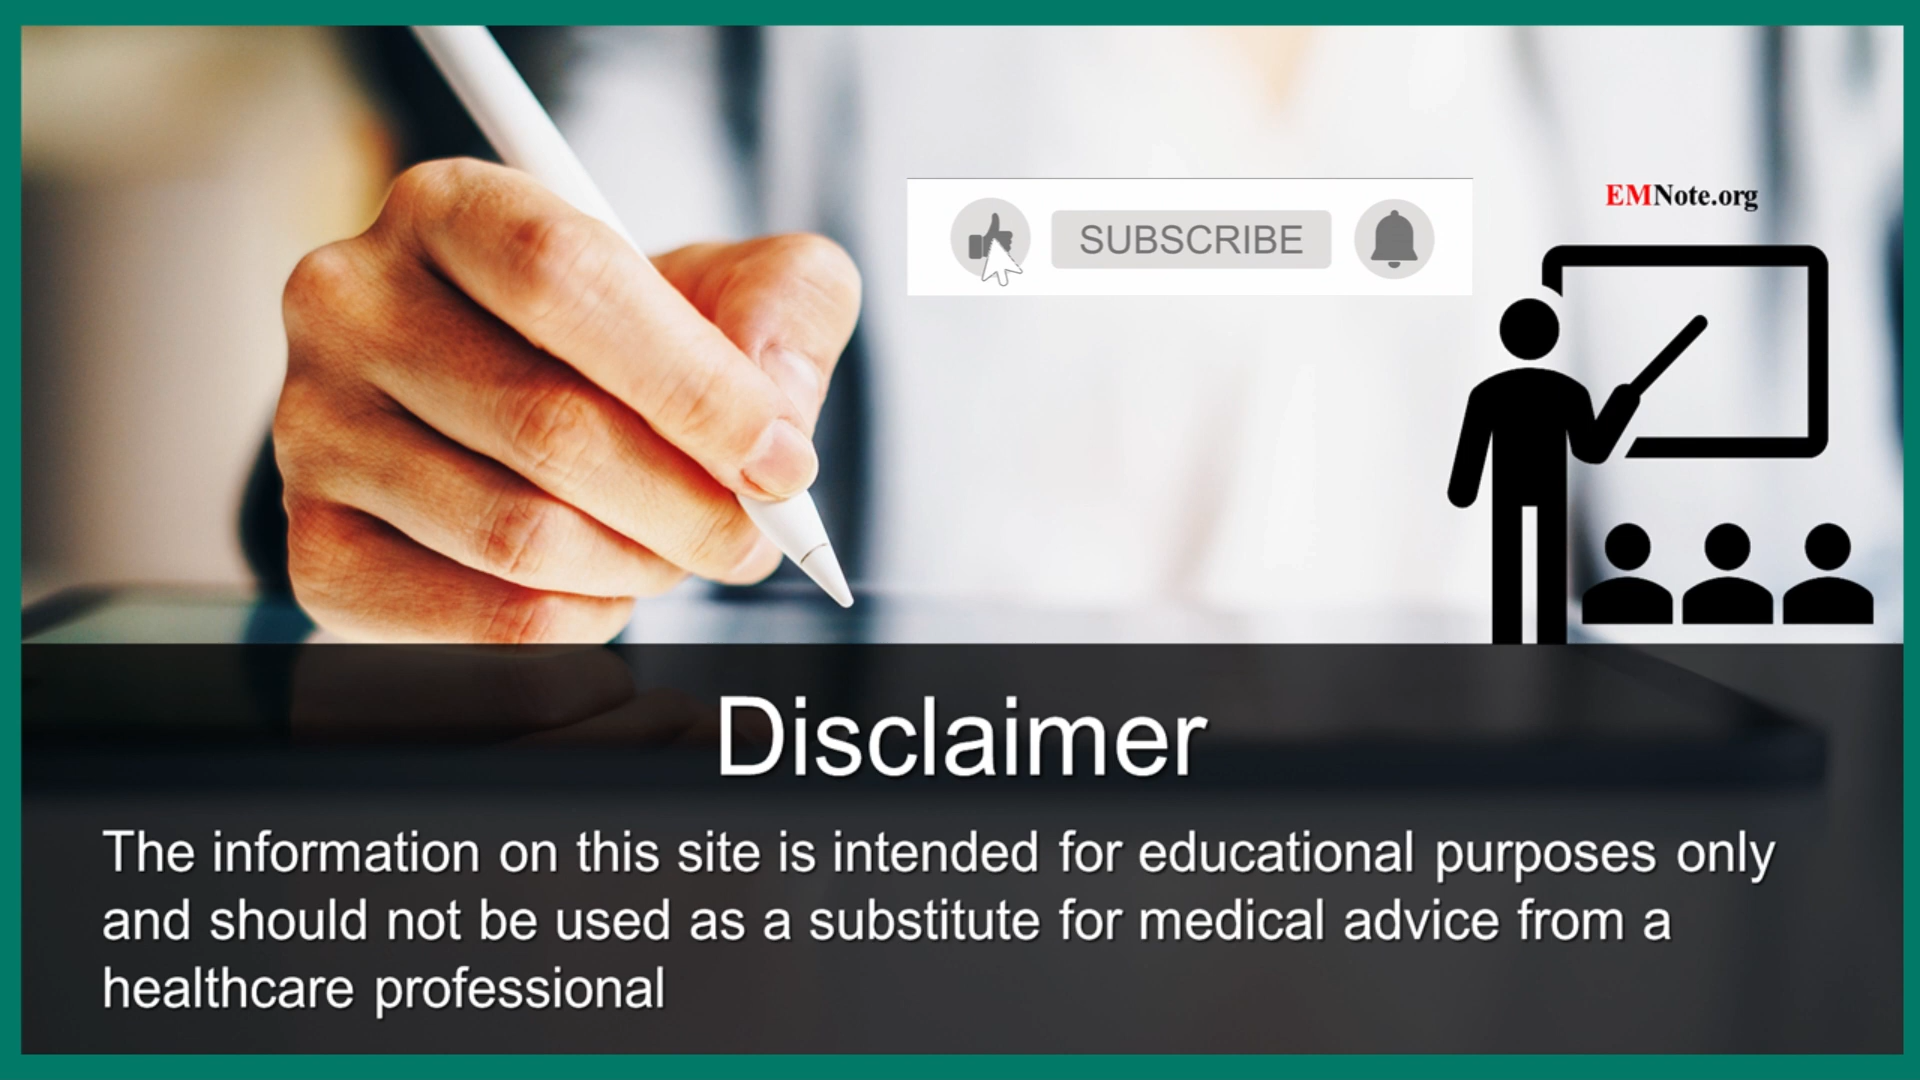 EMNote.org
SUBSCRIBE
Disclaimer
The information on this site is intended for educational purposes only
and should not be used as a substitute for medical advice from a
healthcare professional